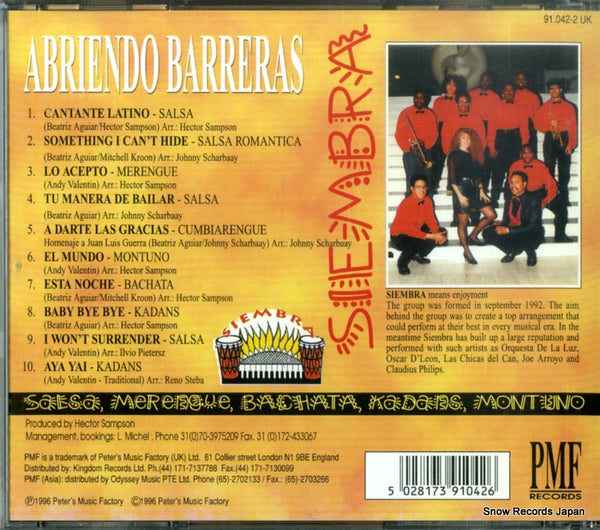 91.042-2 UK
ABRIENDO BARRERAS
SIEMBRA
1. CANTANTE LATINO - SALSA
(Beatriz Aguiar/Hector Sampson) Arr.: Hector Sampson
2. SOMETHING I CAN'T HIDE - SALSA ROMANTICA
(Beatriz Aguiar/Mitchell Kroon) Arr.: Johnny Scharbaay
3. LO ACEPTO - MERENGUE
(Andy Valentin) Arr.: Hector Sampson
4. TU MANERA DE BAILAR - SALSA
(Beatriz Aguiar) Arr.: Johnny Scharbaay
5. A DARTE LAS GRACIAS - CUMBIARENGUE
Homenaje a Juan Luis Guerra (Beatriz Aguiar/Johnny Scharbaay) Arr.: Johnny Scharbaay
6. EL MUNDO - MONTUNO
(Andy Valentin) Arr.: Hector Sampson
7. ESTA NOCHE - BACHATA
(Beatriz Aguiar/Mitchell Kroon) Arr.: Hector Sampson
8. BABY BYE BYE - KADANS
(Beatriz Aguiar) Arr.: Hector Sampson
9. I WON'T SURRENDER - SALSA
(Andy Valentin) Arr.: Ilvio Pietersz
10. AYA YAI - KADANS
(Andy Valentin - Traditional) Arr.: Reno Steba
SIEMBRA
SIEMBRA means enjoyment
The group was formed in september 1992. The aim
behind the group was to create a top arrangement that
could perform at their best in every musical era. In the
meantime Siembra has built up a large reputation
and performed with such artists as Orquesta De La Luz,
Oscar D'Leon, Las Chicas del Can, Joe Arroyo and
Claudius Philips.
SALSA, MERENGUE, BACHATA, KADANS, MONTUNO
Produced by Hector Sampson
Management, bookings: L. Michel , Phone 31(0)70-3975209 Fax. 31 (0)172-433067
PMF is a trademark of Peter's Music Factory Ltd. 61 Collier street London N1 9BE England
Distributed by: Kingdom Records Ltd. Ph.(44) 171-7137788 Fax.(44) 171-7130099
PMF (Asia): distributed by Odyssey Music PTE Ltd. Phone (65)-2702133 / Fax.: (65)-2703266
Ⓟ1996 Peter's Music Factory ©1996 Peter's Music Factory
5 028173 910426
PMF
RECORDS
Snow Records Japan